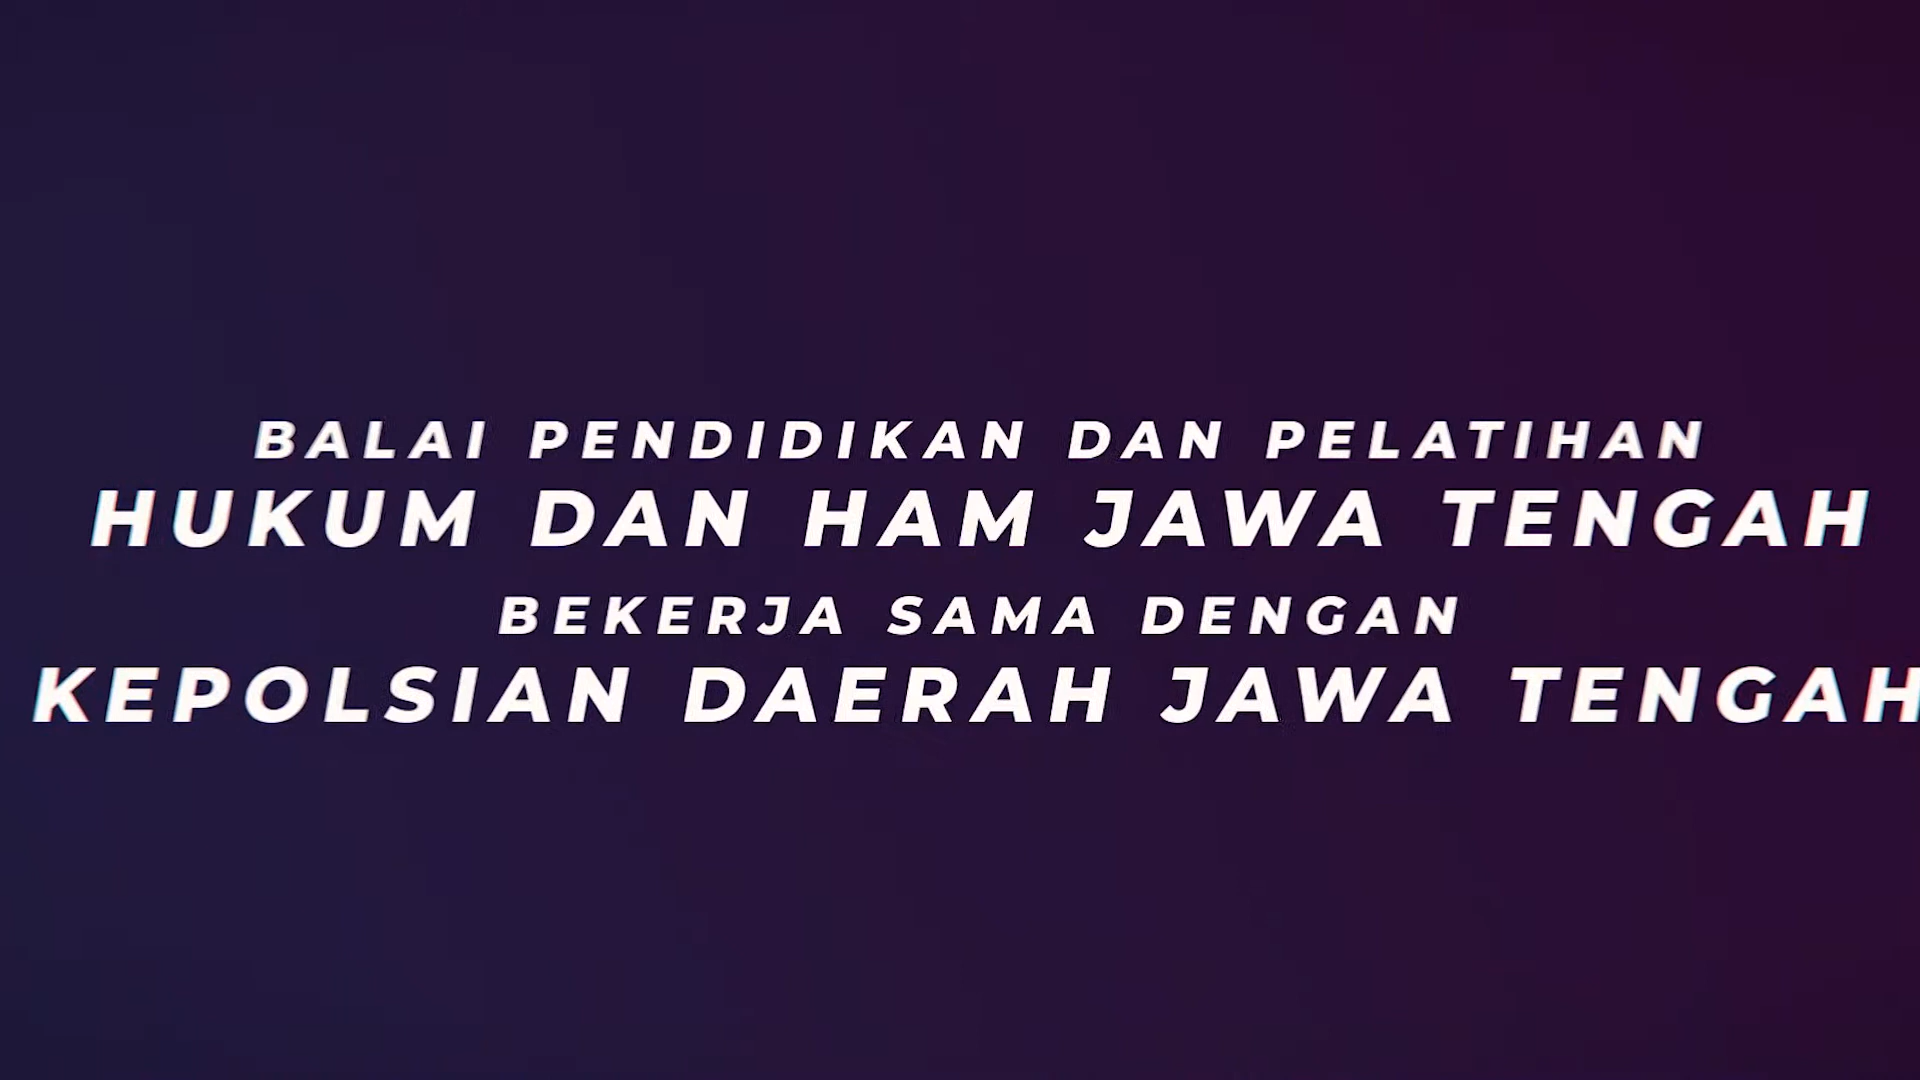 BALAI PENDIDIKAN DAN PELATIHAN
HUKUM DAN HAM JAWA TENGAH
BEKERJA SAMA DENGAN
KEPOLSIAN DAERAH JAWA TENGAH